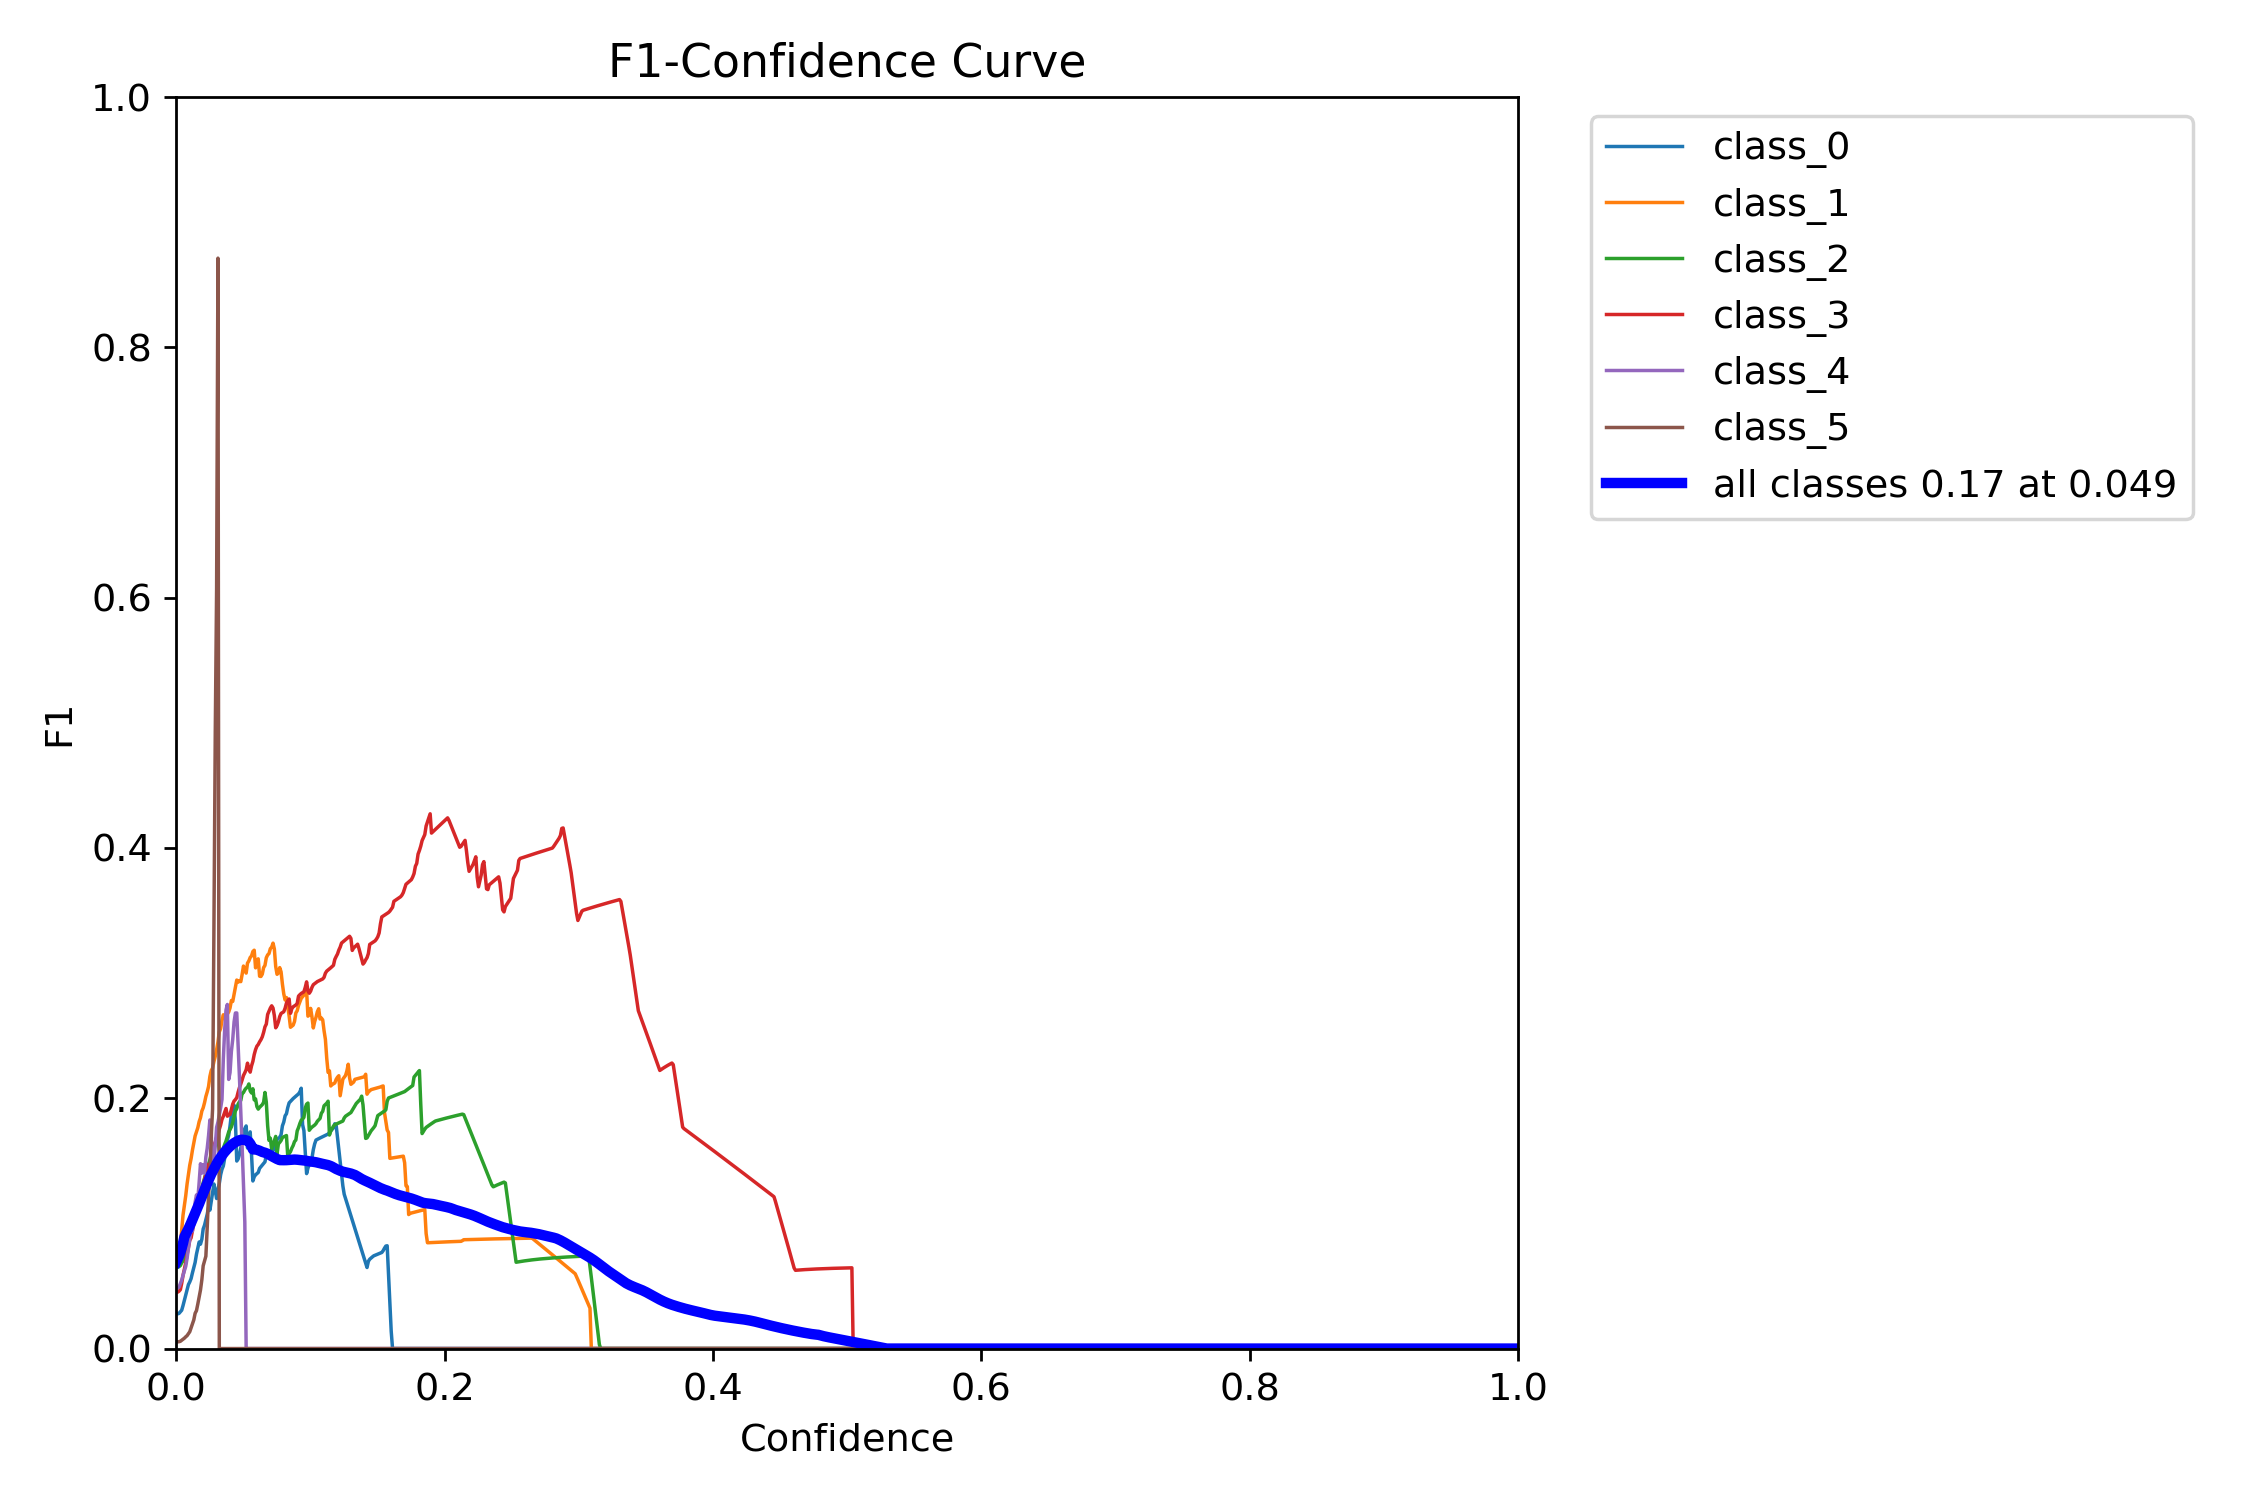 F1-Confidence Curve
1.0
0.8
0.6
0.4
0.2
0.0
F1
0.0 0.2 0.4 0.6 0.8 1.0
Confidence
class_0
class_1
class_2
class_3
class_4
class_5
all classes 0.17 at 0.049